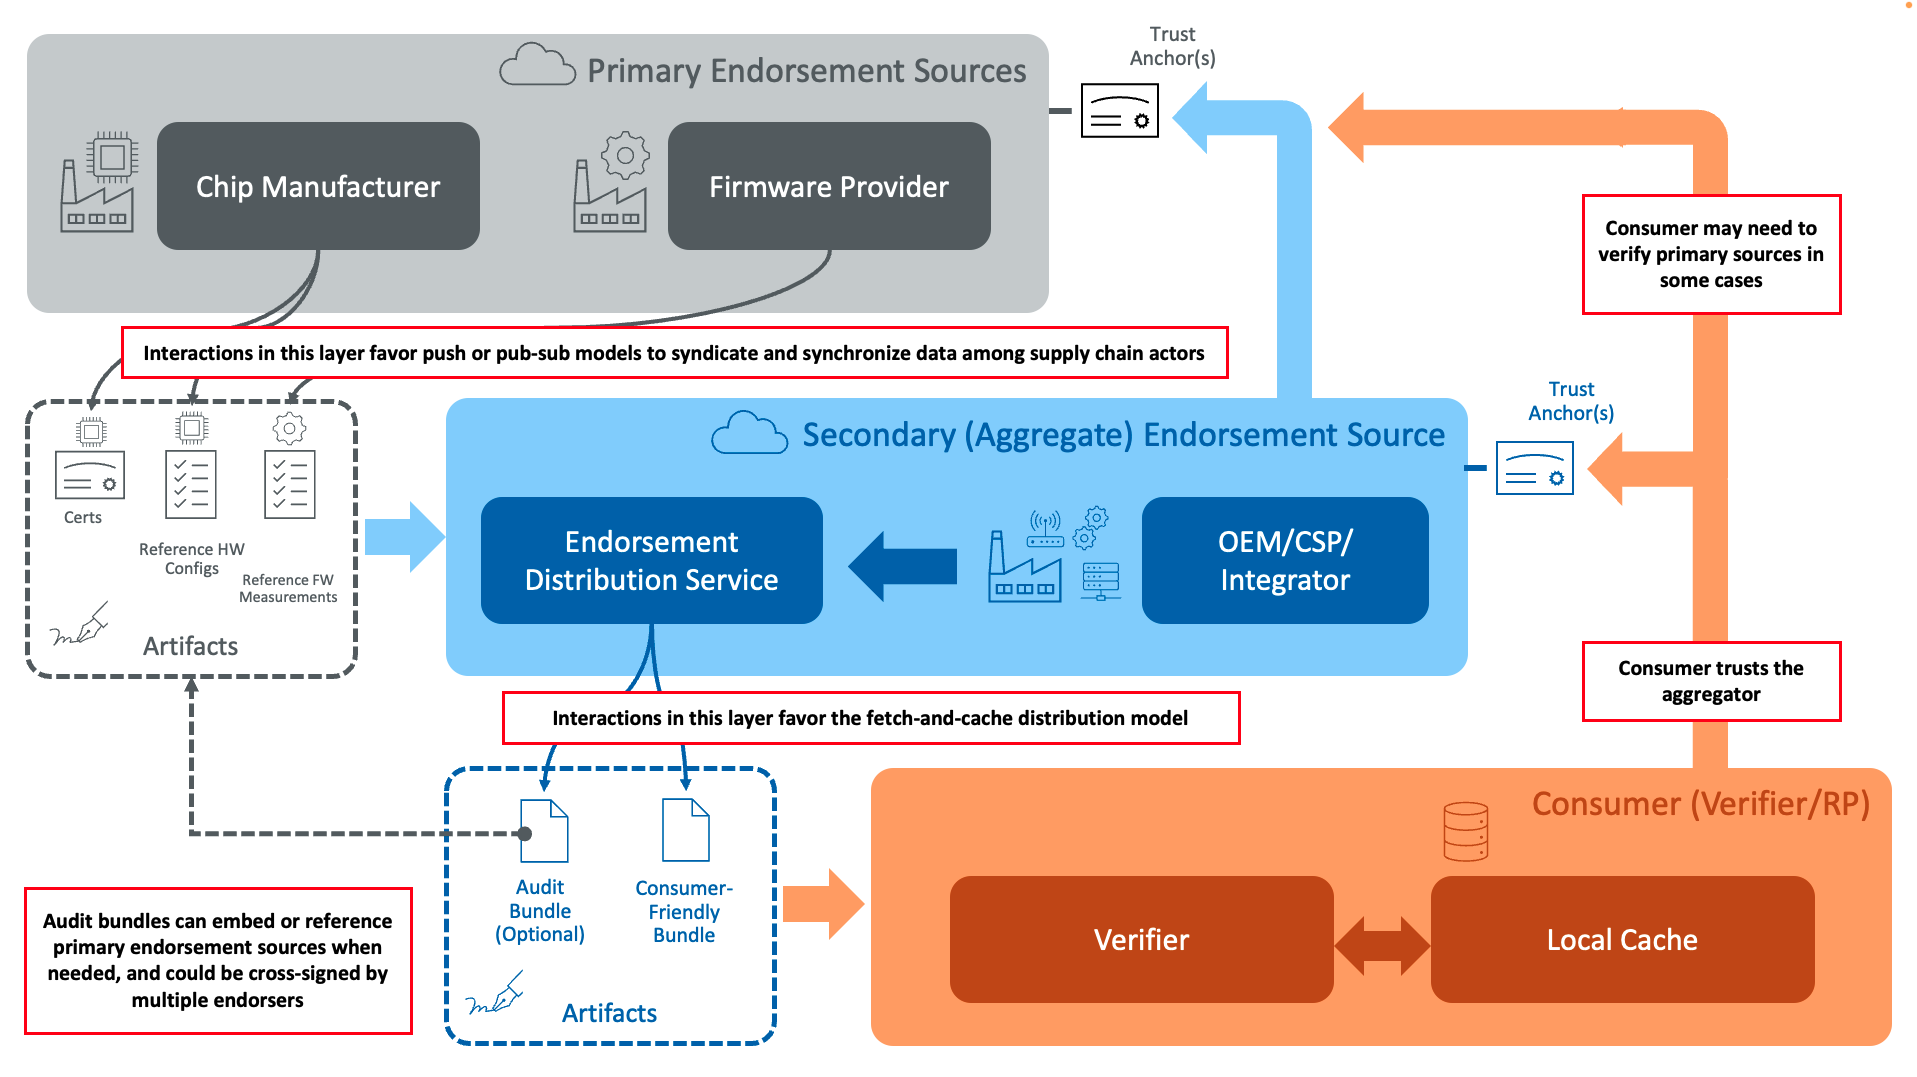 Trust
Anchor(s)
Primary Endorsement Sources
Chip Manufacturer
Firmware Provider
Consumer may need to
verify primary sources in
some cases
Interactions in this layer favor push or pub-sub models to syndicate and synchronize data among supply chain actors
Trust
Anchor(s)
Secondary (Aggregate) Endorsement Source
Certs
Reference HW
Configs
Reference FW
Measurements
Artifacts
Endorsement
Distribution Service
OEM/CSP/
Integrator
Consumer trusts the
aggregator
Interactions in this layer favor the fetch-and-cache distribution model
Consumer (Verifier/RP)
Audit
Bundle
(Optional)
Consumer-
Friendly
Bundle
Artifacts
Verifier
Local Cache
Audit bundles can embed or reference
primary endorsement sources when
needed, and could be cross-signed by
multiple endorsers